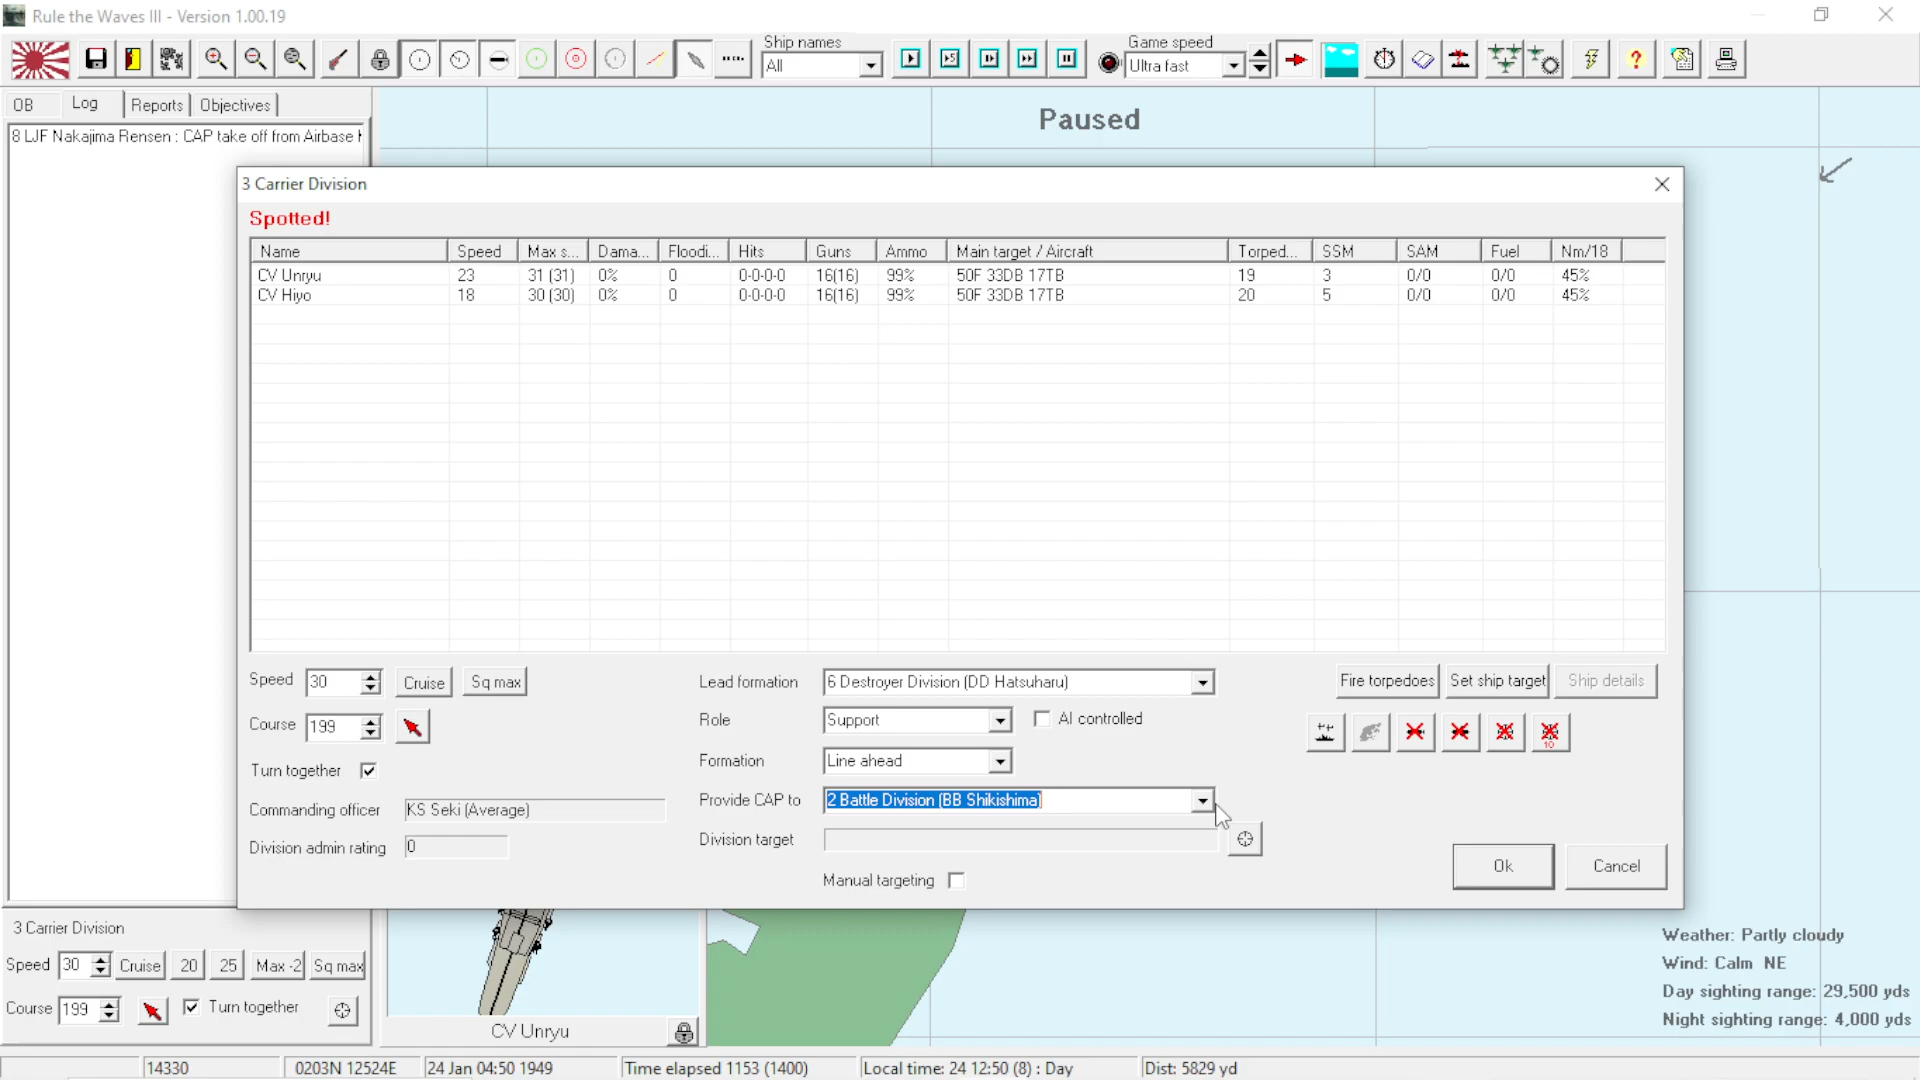 Rule the Waves III - Version 1.00.19
Ship names
All
Game speed
Ultra fast
OB Log Reports Objectives
8 LJF Nakajima Rensen : CAP take off from Airbase
Paused
3 Carrier Division
Spotted!
Name Speed Max s... Dama... Floodi... Hits Guns Ammo Main target / Aircraft Torped... SSM SAM Fuel Nm/18
CV Unryu 23 31 (31) 0% 0 0-0-0-0 16(16) 99% 50F 33DB 17TB 19 3 0/0 0/0 45%
CV Hiyo 18 30 (30) 0% 0 0-0-0-0 16(16) 99% 50F 33DB 17TB 20 5 0/0 0/0 45%
Speed 30 Cruise Sq max
Course 199
Turn together
Commanding officer KS Seki (Average)
Division admin rating 0
Lead formation 6 Destroyer Division (DD Hatsuharu)
Role Support AI controlled
Formation Line ahead
Provide CAP to 2 Battle Division (BB Shikishima)
Division target
Manual targeting
Fire torpedoes Set ship target Ship details
10
Ok Cancel
3 Carrier Division
Speed 30 Cruise 20 25 Max -2 Sq max
Course 199 Turn together
CV Unryu
Weather: Partly cloudy
Wind: Calm NE
Day sighting range: 29,500 yds
Night sighting range: 4,000 yds
14330 0203N 12524E 24 Jan 04:50 1949 Time elapsed 1153 (1400) Local time: 24 12:50 (8) : Day Dist: 5829 yd